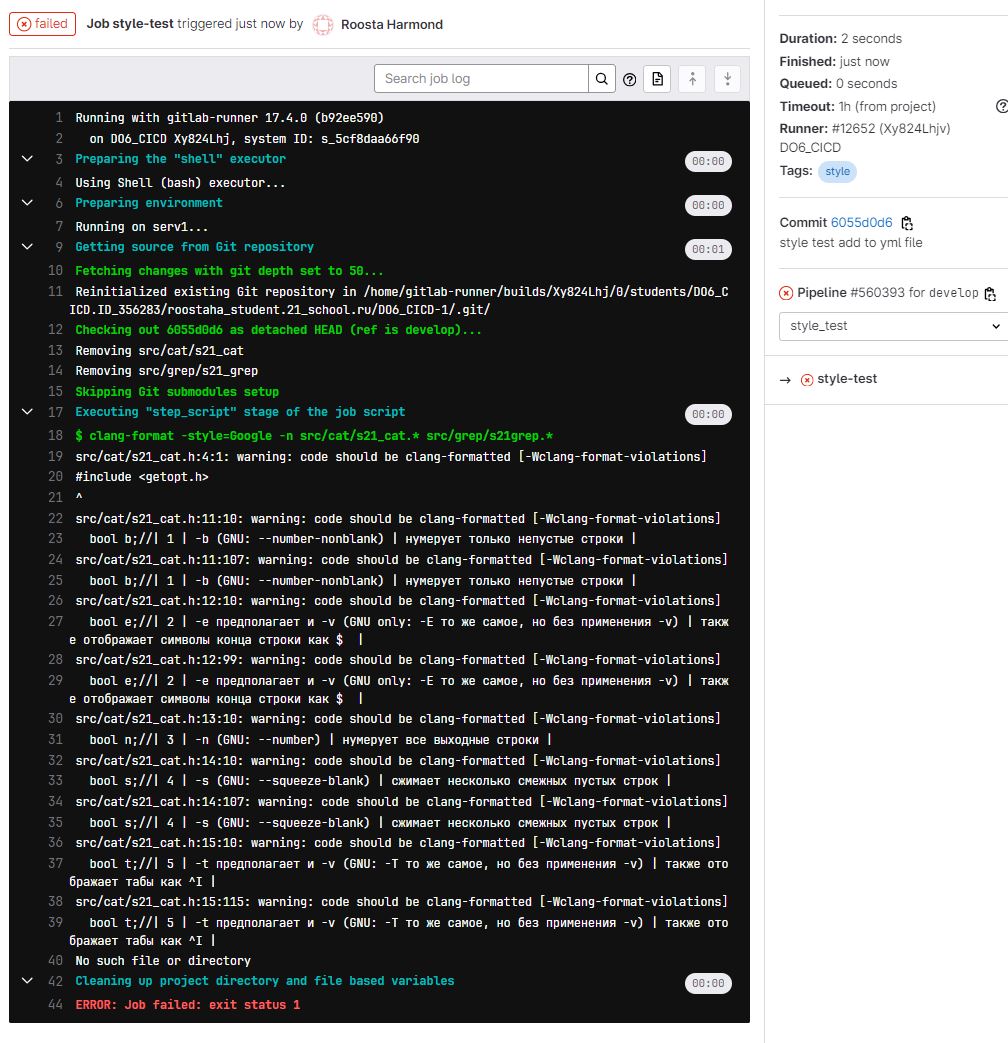 failed Job style-test triggered just now by Roosta Harmond
Search job log
1 Running with gitlab-runner 17.4.0 (b92ee590)
2 on DO6_CICD Xy824Lhj, system ID: s_5cf8daa66f90
3 Preparing the "shell" executor 00:00
4 Using Shell (bash) executor...
6 Preparing environment 00:00
7 Running on serv1...
9 Getting source from Git repository 00:01
10 Fetching changes with git depth set to 50...
11 Reinitialized existing Git repository in /home/gitlab-runner/builds/Xy824Lhj/0/students/DO6_C
ICD.ID_356283/roostaha_student.21_school.ru/DO6_CICD-1/.git/
12 Checking out 6055d0d6 as detached HEAD (ref is develop)...
13 Removing src/cat/s21_cat
14 Removing src/grep/s21_grep
15 Skipping Git submodules setup
17 Executing "step_script" stage of the job script 00:00
18 $ clang-format -style=Google -n src/cat/s21_cat.* src/grep/s21grep.*
19 src/cat/s21_cat.h:4:1: warning: code should be clang-formatted [-Wclang-format-violations]
20 #include <getopt.h>
21 ^
22 src/cat/s21_cat.h:11:10: warning: code should be clang-formatted [-Wclang-format-violations]
23 bool b;//| 1 | -b (GNU: --number-nonblank) | нумерует только непустые строки |
24 src/cat/s21_cat.h:11:107: warning: code should be clang-formatted [-Wclang-format-violations]
25 bool b;//| 1 | -b (GNU: --number-nonblank) | нумерует только непустые строки |
26 src/cat/s21_cat.h:12:10: warning: code should be clang-formatted [-Wclang-format-violations]
27 bool e;//| 2 | -e предполагает и -v (GNU only: -E то же самое, но без применения -v) | такж
е отображает символы конца строки как $ |
28 src/cat/s21_cat.h:12:99: warning: code should be clang-formatted [-Wclang-format-violations]
29 bool e;//| 2 | -e предполагает и -v (GNU only: -E то же самое, но без применения -v) | такж
е отображает символы конца строки как $ |
30 src/cat/s21_cat.h:13:10: warning: code should be clang-formatted [-Wclang-format-violations]
31 bool n;//| 3 | -n (GNU: --number) | нумерует все выходные строки |
32 src/cat/s21_cat.h:14:10: warning: code should be clang-formatted [-Wclang-format-violations]
33 bool s;//| 4 | -s (GNU: --squeeze-blank) | сжимает несколько смежных пустых строк |
34 src/cat/s21_cat.h:14:107: warning: code should be clang-formatted [-Wclang-format-violations]
35 bool s;//| 4 | -s (GNU: --squeeze-blank) | сжимает несколько смежных пустых строк |
36 src/cat/s21_cat.h:15:10: warning: code should be clang-formatted [-Wclang-format-violations]
37 bool t;//| 5 | -t предполагает и -v (GNU: -T то же самое, но без применения -v) | также ото
бражает табы как ^I |
38 src/cat/s21_cat.h:15:115: warning: code should be clang-formatted [-Wclang-format-violations]
39 bool t;//| 5 | -t предполагает и -v (GNU: -T то же самое, но без применения -v) | также ото
бражает табы как ^I |
40 No such file or directory
42 Cleaning up project directory and file based variables 00:00
44 ERROR: Job failed: exit status 1
Duration: 2 seconds
Finished: just now
Queued: 0 seconds
Timeout: 1h (from project)
Runner: #12652 (Xy824Lhjv)
DO6_CICD
Tags: style
Commit 6055d0d6
style test add to yml file
Pipeline #560393 for develop
style_test
→ style-test